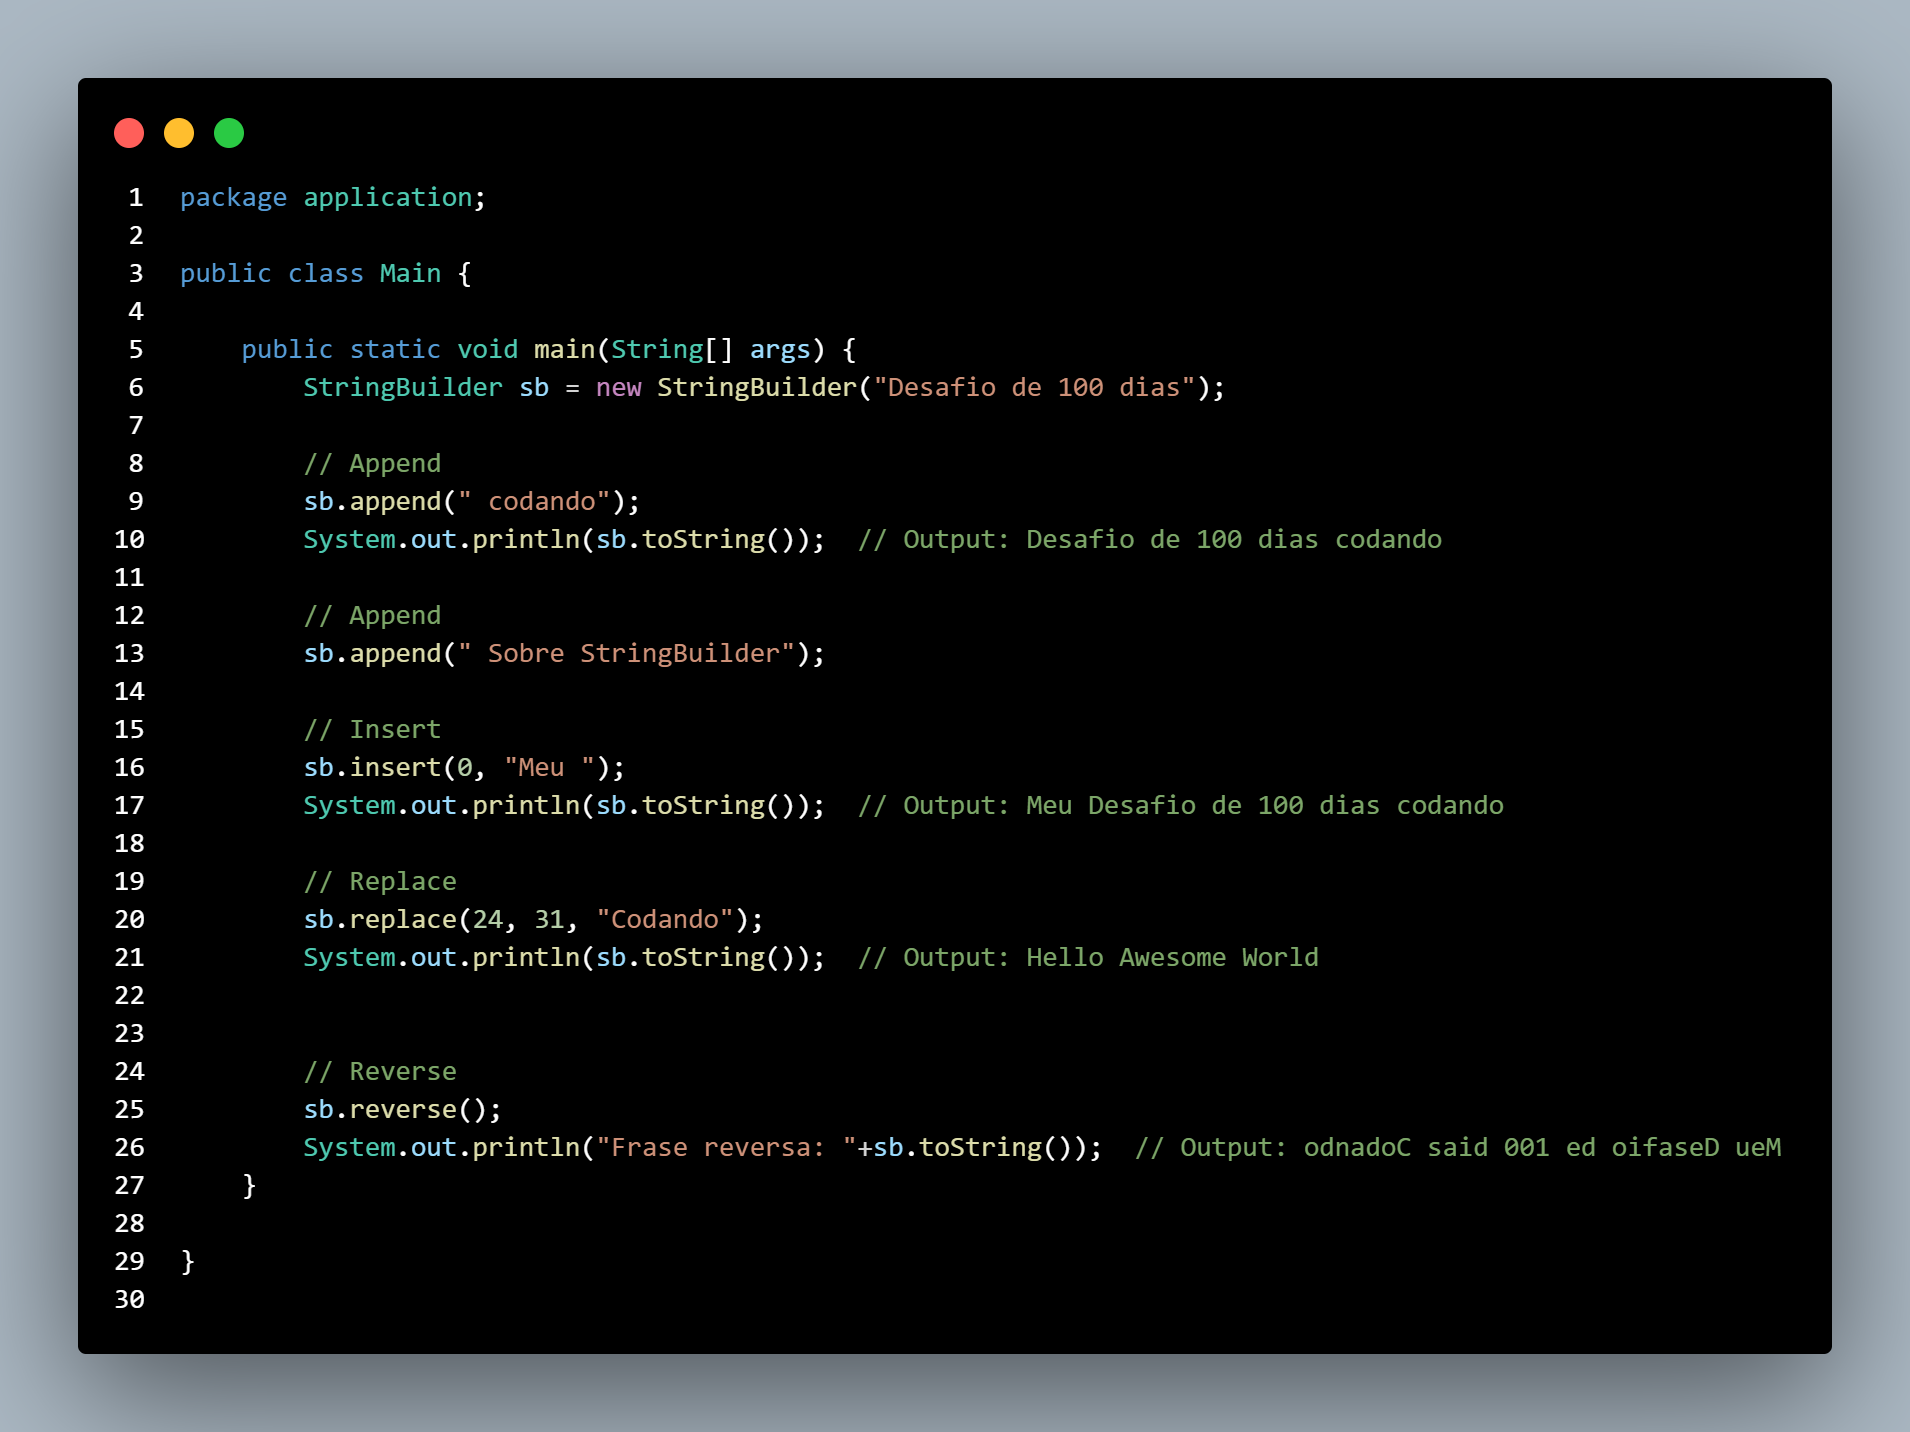 1 package application;
2
3 public class Main {
4
5     public static void main(String[] args) {
6         StringBuilder sb = new StringBuilder("Desafio de 100 dias");
7
8         // Append
9         sb.append(" codando");
10         System.out.println(sb.toString());  // Output: Desafio de 100 dias codando
11
12         // Append
13         sb.append(" Sobre StringBuilder");
14
15         // Insert
16         sb.insert(0, "Meu ");
17         System.out.println(sb.toString());  // Output: Meu Desafio de 100 dias codando
18
19         // Replace
20         sb.replace(24, 31, "Codando");
21         System.out.println(sb.toString());  // Output: Hello Awesome World
22
23
24         // Reverse
25         sb.reverse();
26         System.out.println("Frase reversa: "+sb.toString());  // Output: odnadoC said 001 ed oifaseD ueM
27     }
28
29 }
30